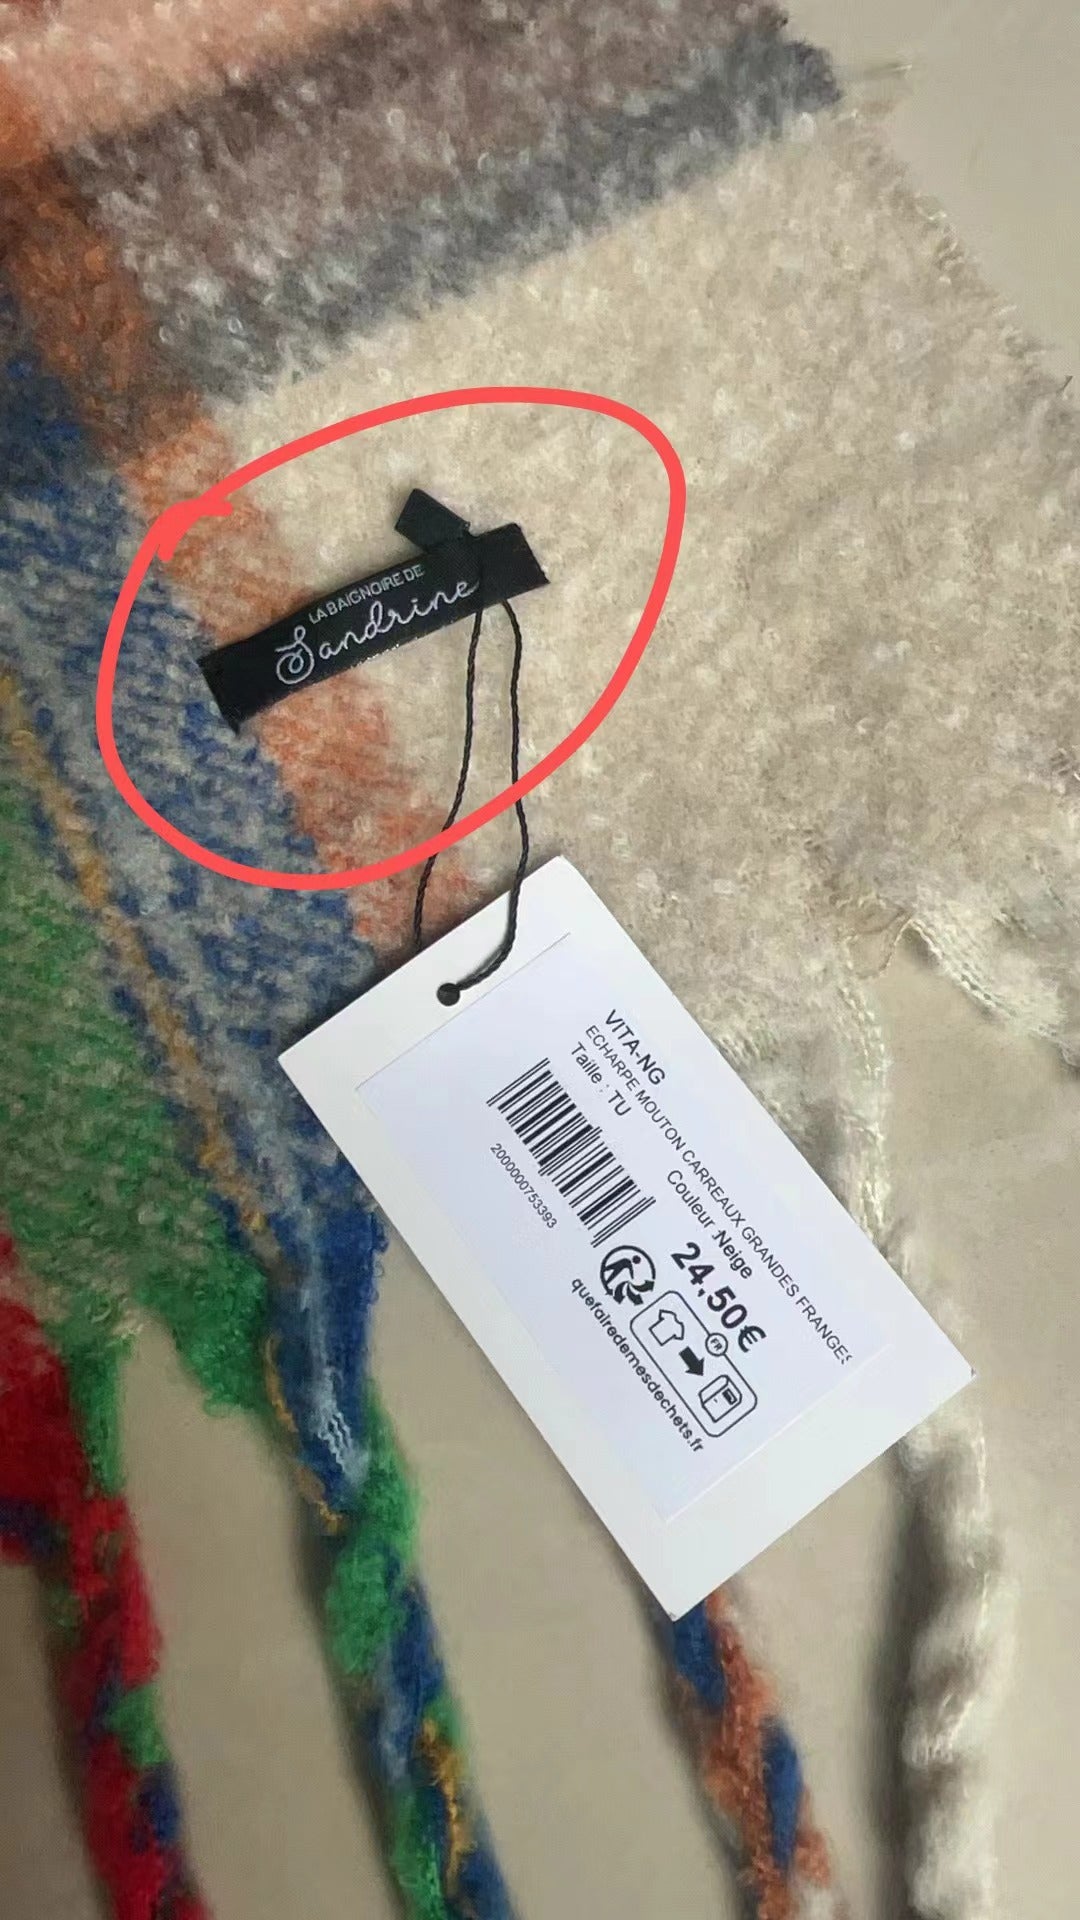 LA BAIGNOIRE DE
Sandrine
VITA-NG
ECHARPE MOUTON CARREAUX GRANDES FRANGES
Taille : TU
Couleur :Neige
2000000753393
24,50€
FR
quefairedemesdechets.fr